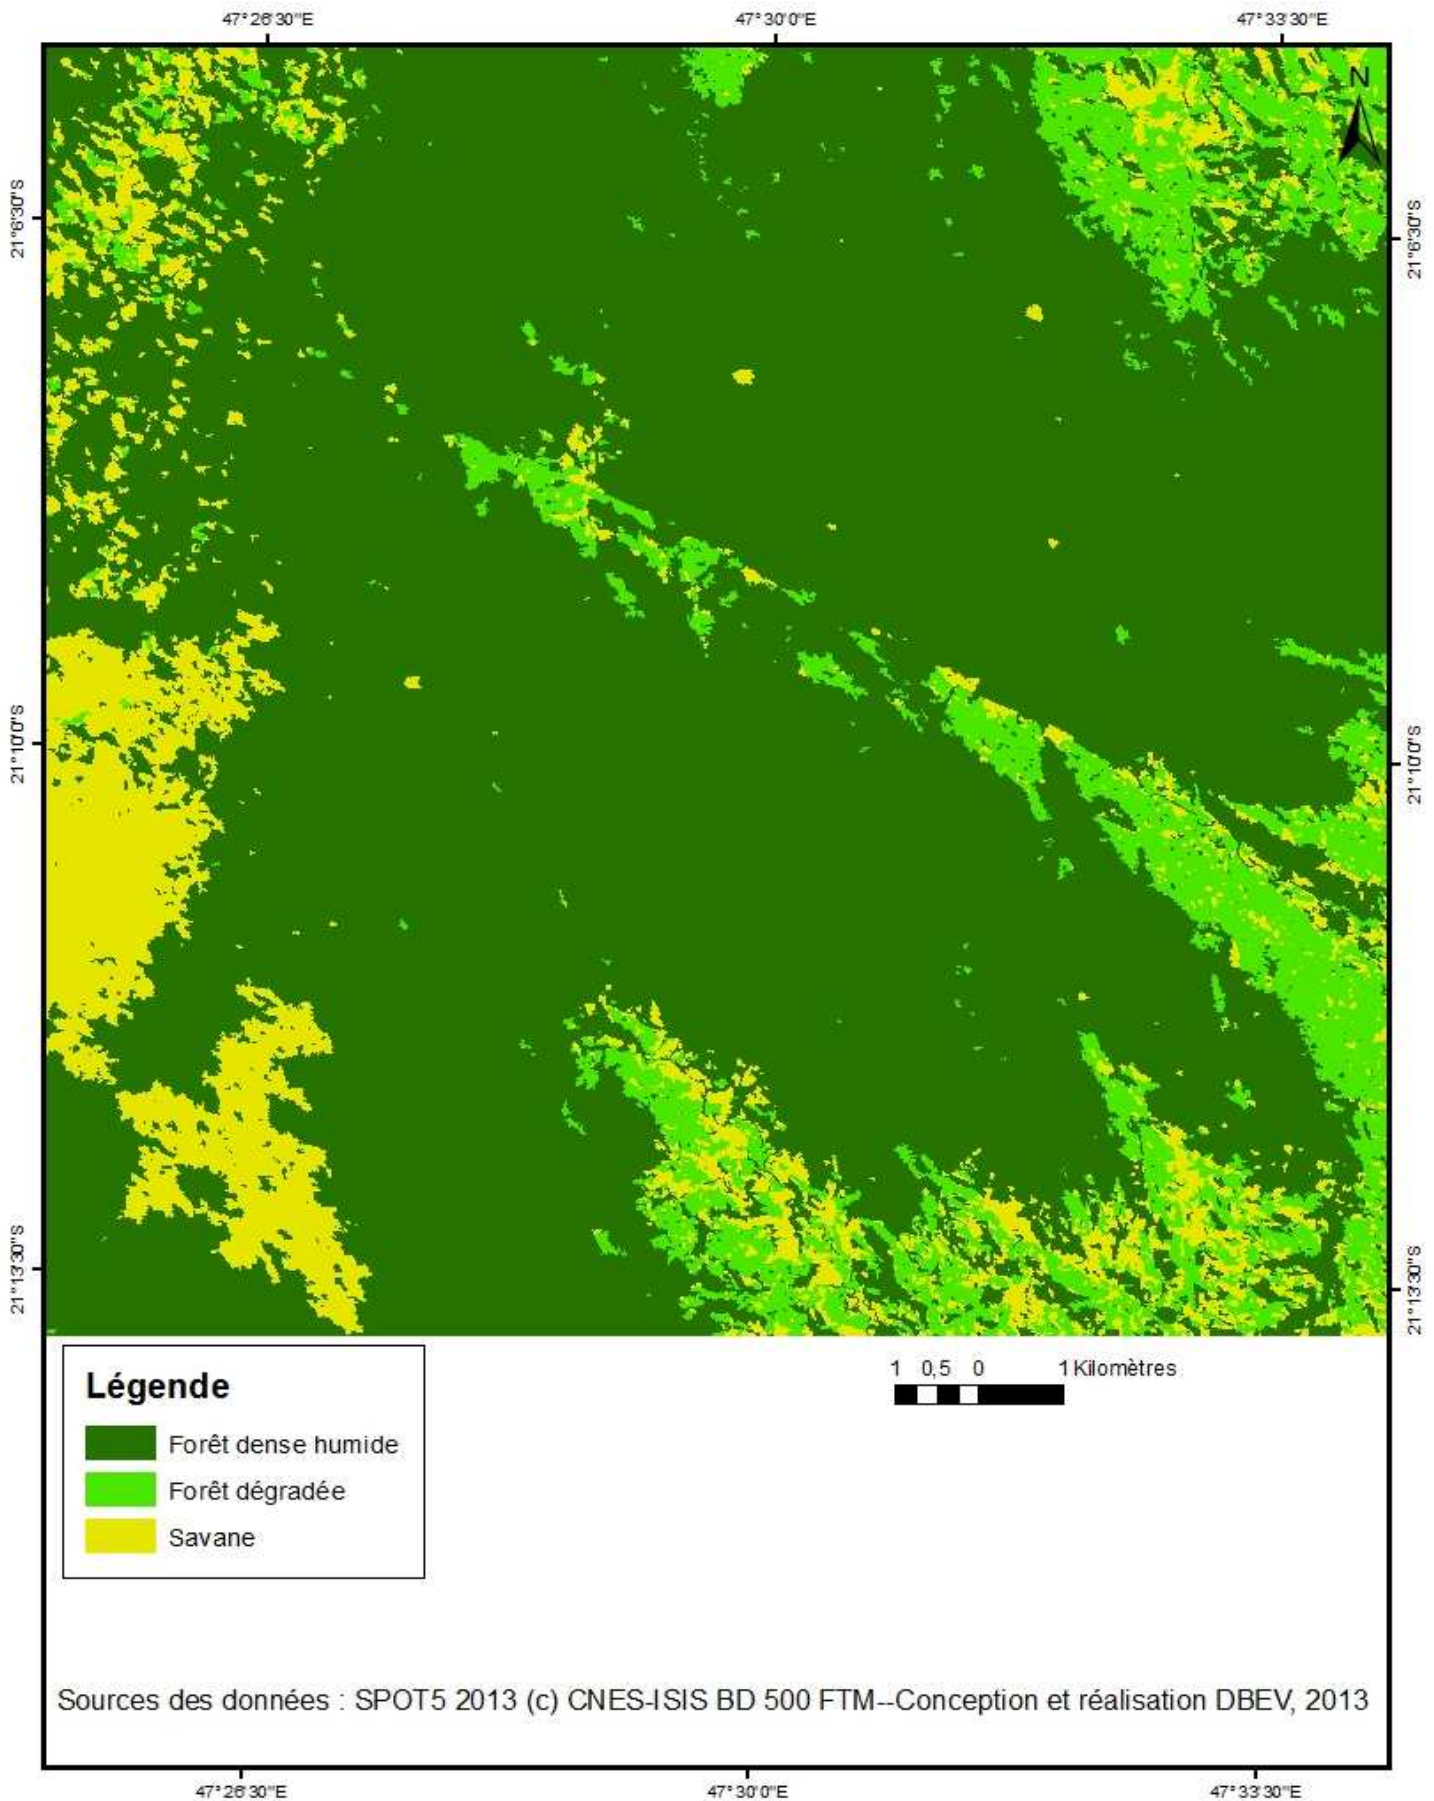 47°26'30"E 47°30'0"E 47°33'30"E
N
21°6'30"S 21°6'30"S
21°10'0"S 21°10'0"S
21°13'30"S 21°13'30"S
1 0,5 0 1 Kilomètres
Légende
Forêt dense humide
Forêt dégradée
Savane
Sources des données : SPOT5 2013 (c) CNES-ISIS BD 500 FTM--Conception et réalisation DBEV, 2013
47°26'30"E 47°30'0"E 47°33'30"E